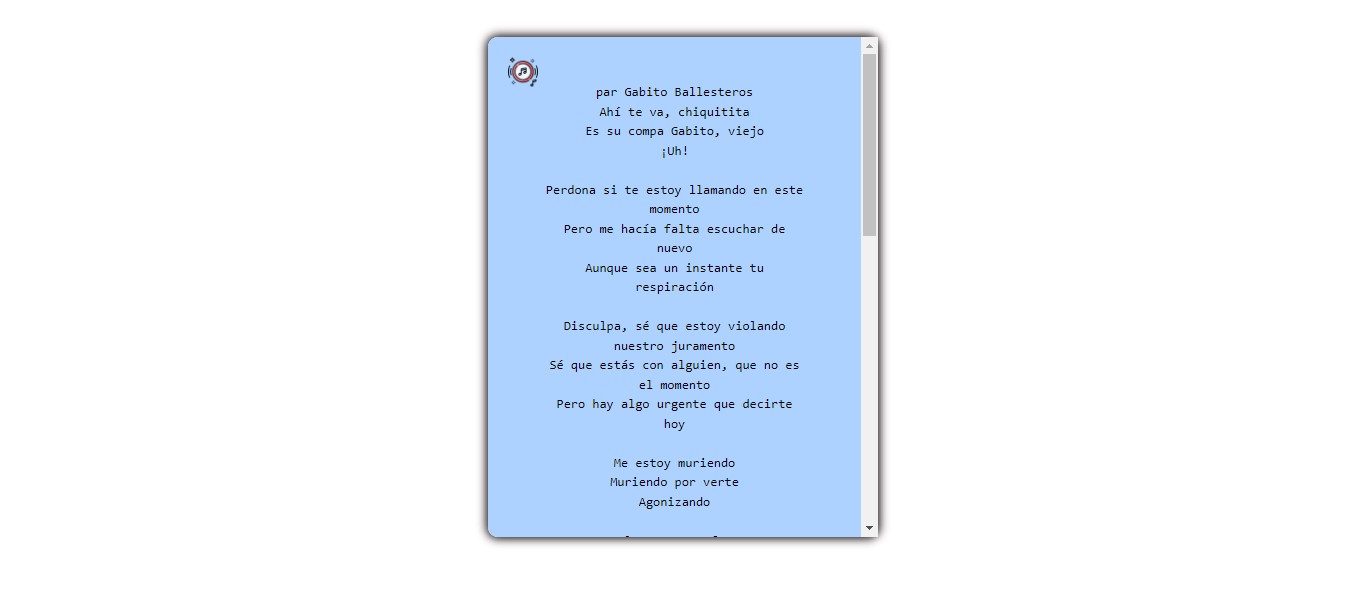 par Gabito Ballesteros
Ahí te va, chiquitita
Es su compa Gabito, viejo
¡Uh!
Perdona si te estoy llamando en este
momento
Pero me hacía falta escuchar de
nuevo
Aunque sea un instante tu
respiración
Disculpa, sé que estoy violando
nuestro juramento
Sé que estás con alguien, que no es
el momento
Pero hay algo urgente que decirte
hoy
Me estoy muriendo
Muriendo por verte
Agonizando